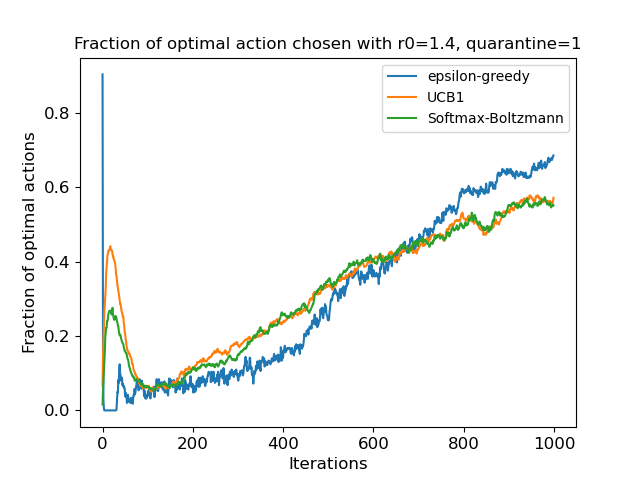 Fraction of optimal action chosen with r0=1.4, quarantine=1
epsilon-greedy
UCB1
Softmax-Boltzmann
Fraction of optimal actions
0.8
0.6
0.4
0.2
0.0
0 200 400 600 800 1000
Iterations